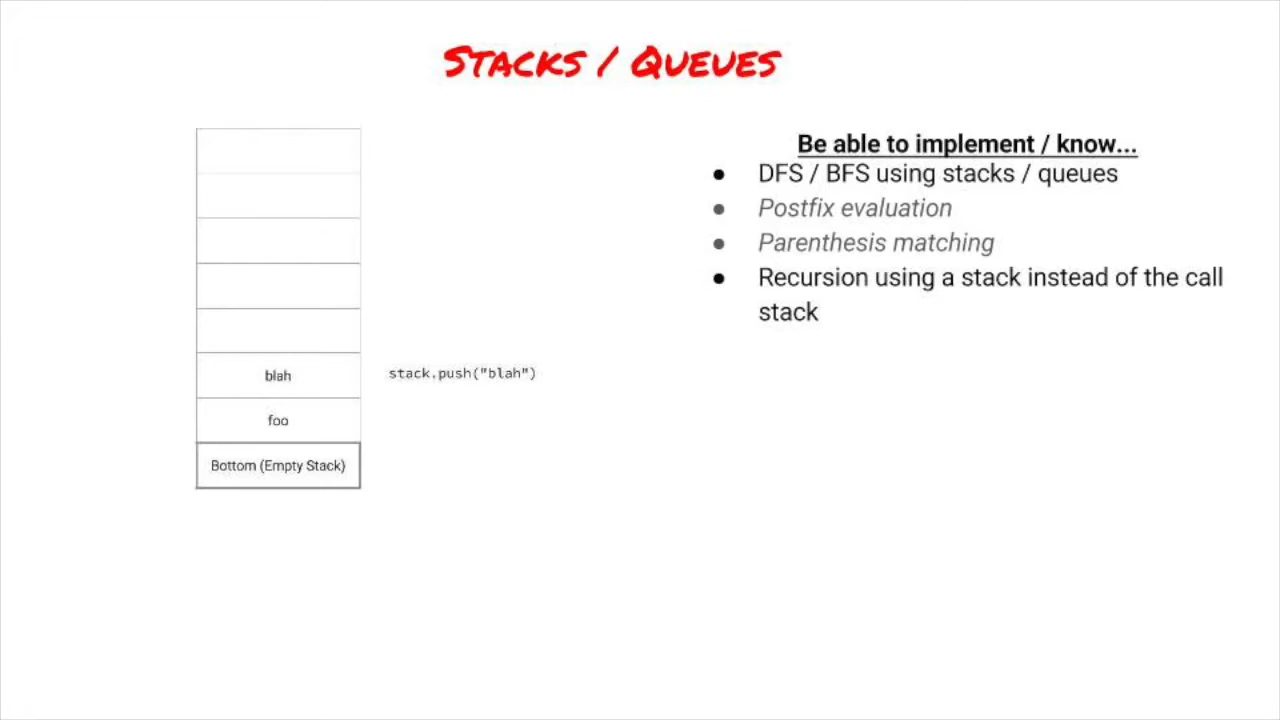 STACKS / QUEUES
Be able to implement / know...
● DFS / BFS using stacks / queues
● Postfix evaluation
● Parenthesis matching
● Recursion using a stack instead of the call
stack
blah
stack.push("blah")
foo
Bottom (Empty Stack)